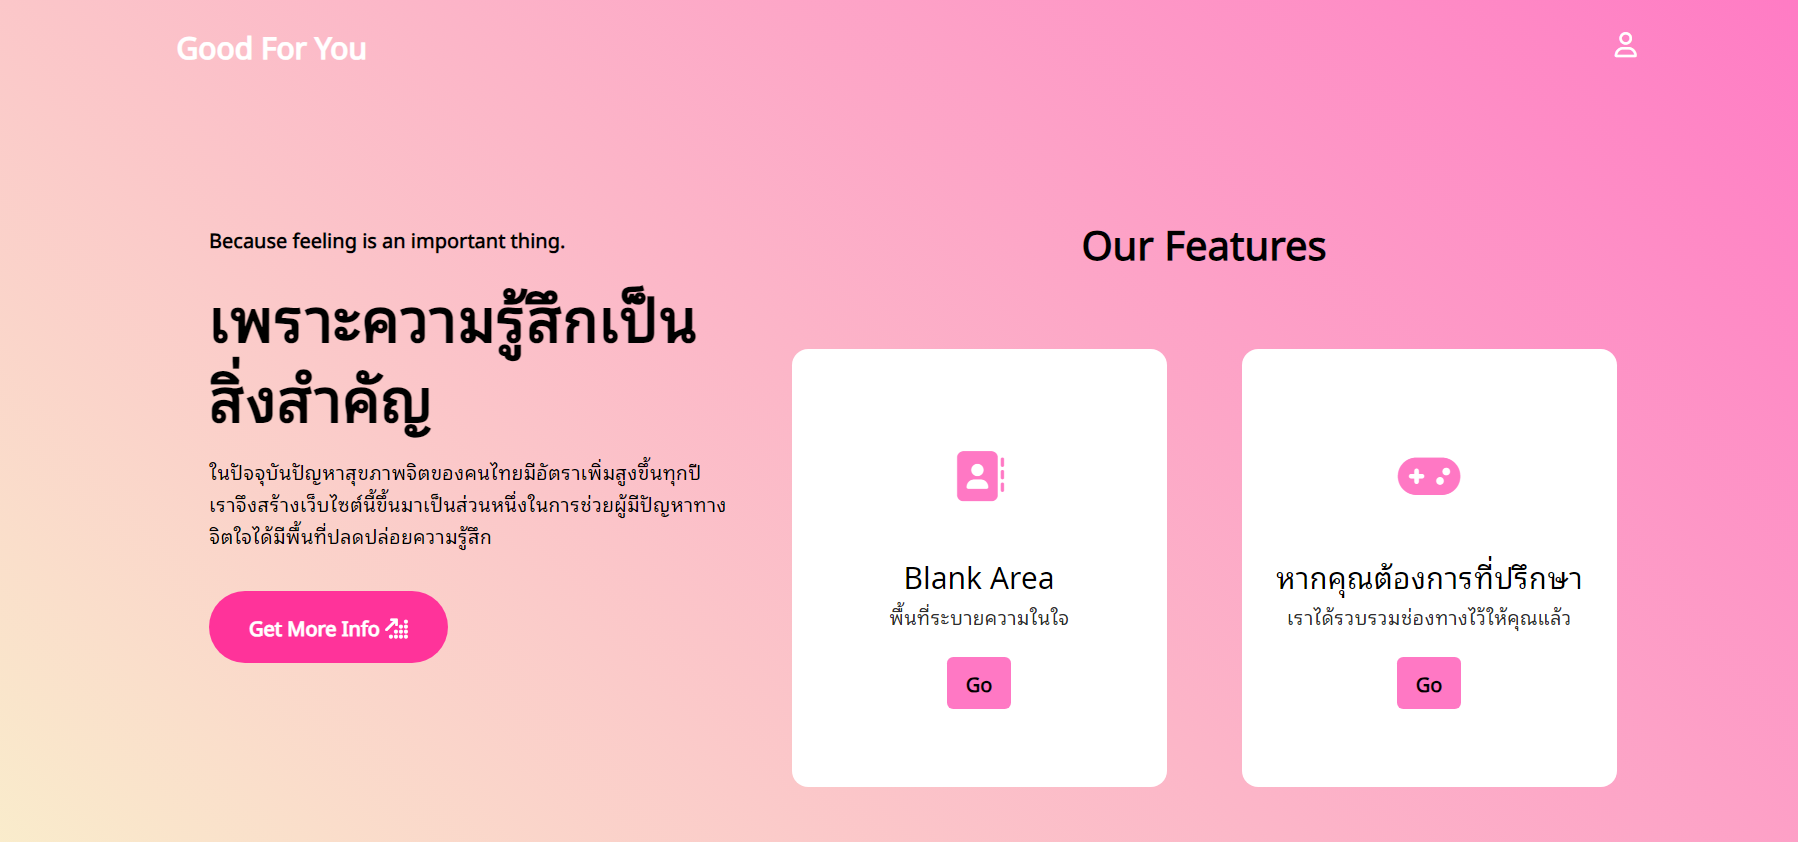 Good For You
Because feeling is an important thing.
เพราะความรู้สึกเป็น
สิ่งสำคัญ
ในปัจจุบันปัญหาสุขภาพจิตของคนไทยมีอัตราเพิ่มสูงขึ้นทุกปี
เราจึงสร้างเว็บไซต์นี้ขึ้นมาเป็นส่วนหนึ่งในการช่วยผู้มีปัญหาทาง
จิตใจได้มีพื้นที่ปลดปล่อยความรู้สึก
Get More Info
Our Features
Blank Area
พื้นที่ระบายความในใจ
Go
หากคุณต้องการที่ปรึกษา
เราได้รวบรวมช่องทางไว้ให้คุณแล้ว
Go